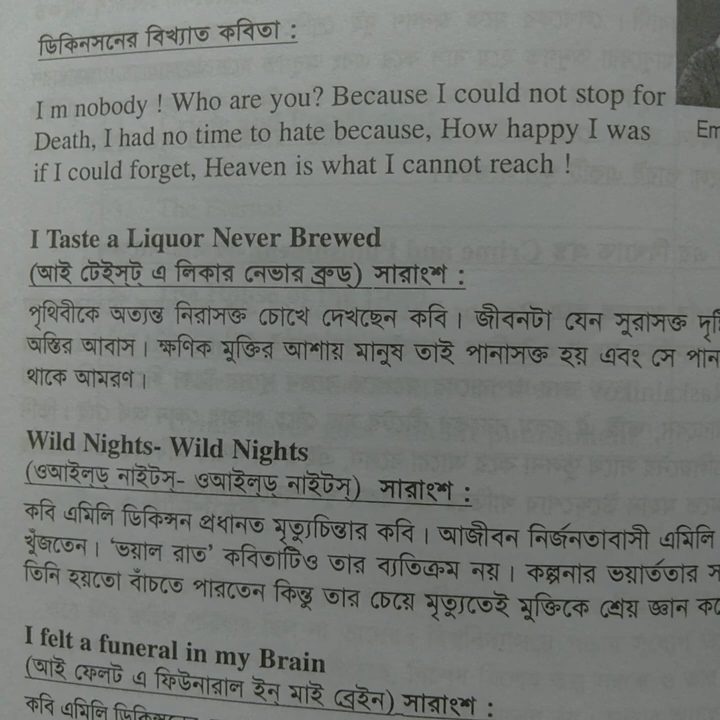 ডিকিনসনের বিখ্যাত কবিতা :
I m nobody ! Who are you? Because I could not stop for
Death, I had no time to hate because, How happy I was
if I could forget, Heaven is what I cannot reach !
Em
I Taste a Liquor Never Brewed
(আই টেইস্ট্ এ লিকার নেভার ব্রুড্) সারাংশ :
পৃথিবীকে অত্যন্ত নিরাসক্ত চোখে দেখছেন কবি। জীবনটা যেন সুরাসক্ত
অস্তির আবাস। ক্ষণিক মুক্তির আশায় মানুষ তাই পানাসক্ত হয় এবং সে পান
থাকে আমরণ।
Wild Nights- Wild Nights
(ওআইল্ড্ নাইটস্- ওআইল্ড্ নাইটস্) সারাংশ :
কবি এমিলি ডিকিন্সন প্রধানত মৃত্যুচিন্তার কবি। আজীবন নির্জনতাবাসী এমিলি
খুঁজতেন। ‘ভয়াল রাত’ কবিতাটিও তার ব্যতিক্রম নয়। কল্পনার ভয়ার্ততার
তিনি হয়তো বাঁচতে পারতেন কিন্তু তার চেয়ে মৃত্যুতেই মুক্তিকে শ্রেয় জ্ঞান
I felt a funeral in my Brain
(আই ফেলট এ ফিউনারাল ইন্ মাই ব্রেইন) সারাংশ :
কবি এমিলি